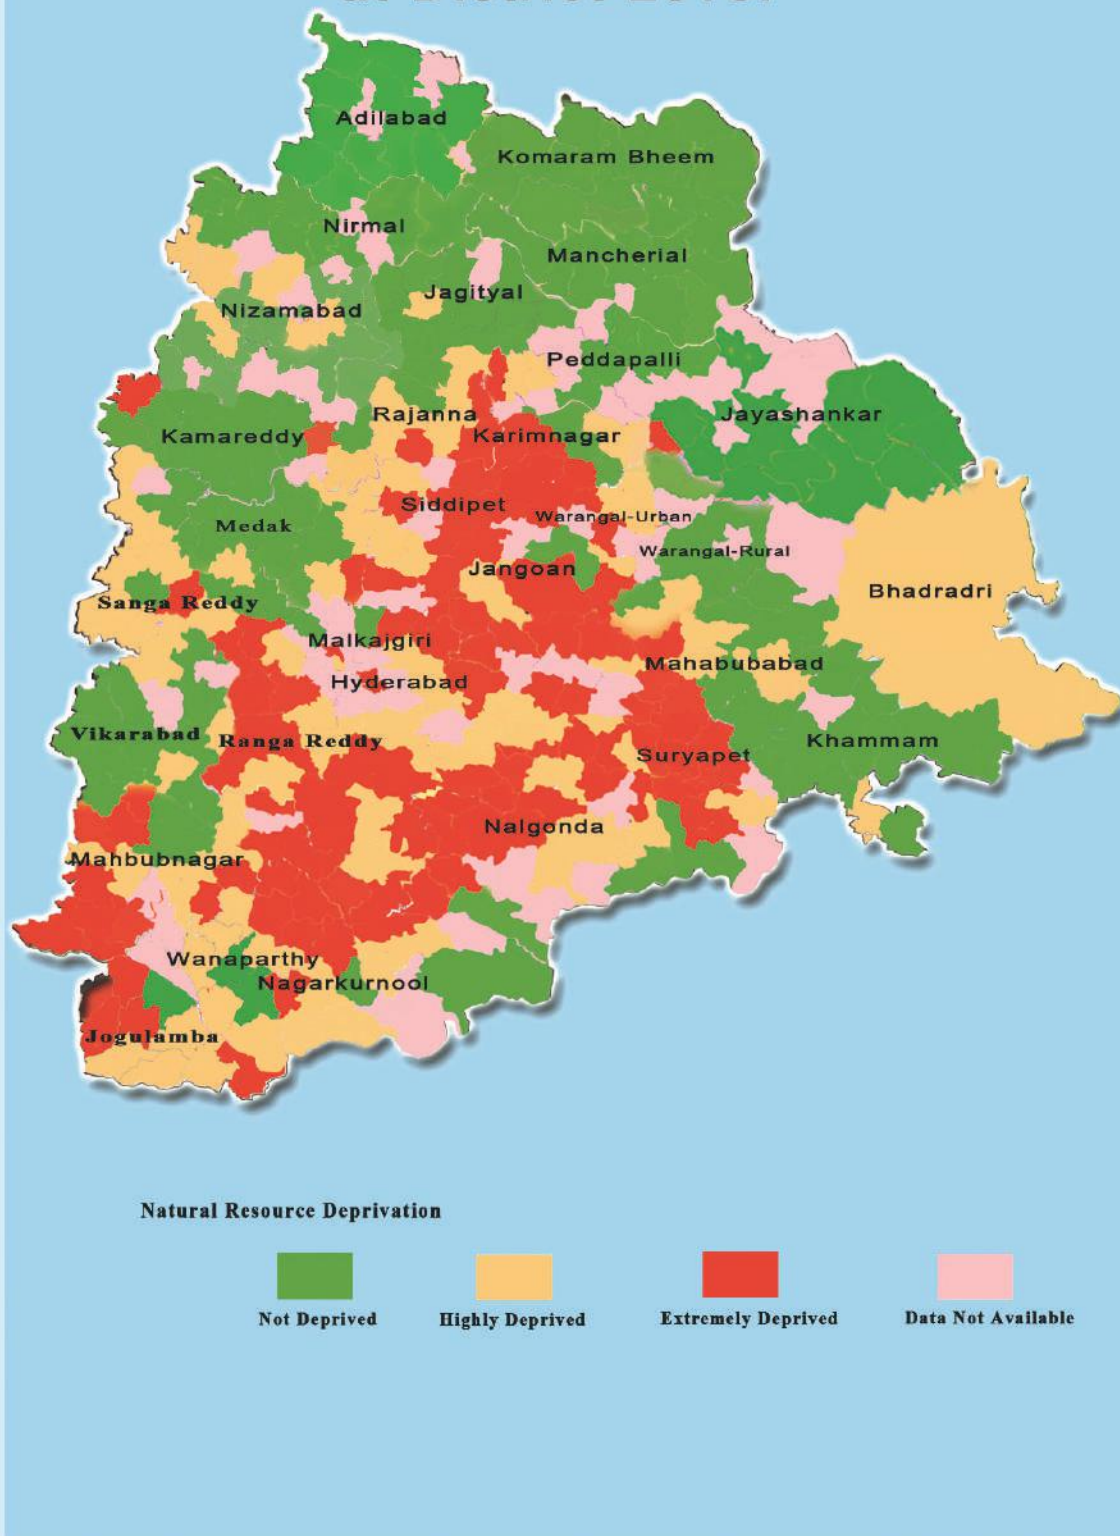 Adilabad
Komaram Bheem
Nirmal
Mancherial
Jagityal
Nizamabad
Peddapalli
Rajanna
Jayashankar
Kamareddy
Karimnagar
Siddipet
Warangal-Urban
Medak
Warangal-Rural
Jangoan
Bhadradri
Sanga Reddy
Malkajgiri
Mahabubabad
Hyderabad
Vikarabad
Ranga Reddy
Khammam
Suryapet
Nalgonda
Mahbubnagar
Wanaparthy
Nagarkurnool
Jogulamba
Natural Resource Deprivation
Not Deprived
Highly Deprived
Extremely Deprived
Data Not Available